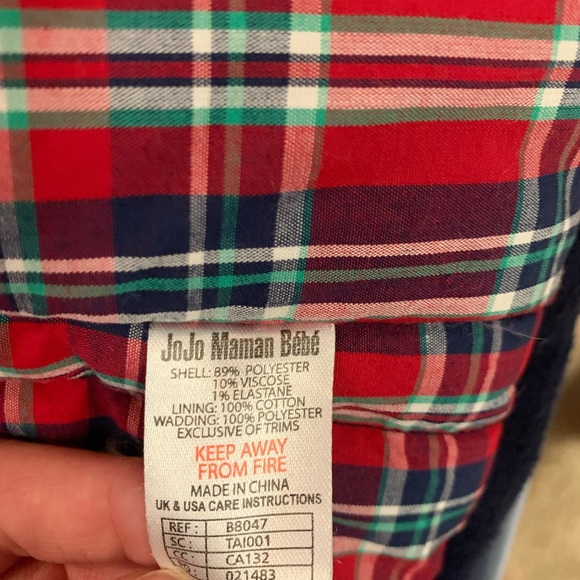 JoJo Maman Bébé
SHELL: 89% POLYESTER
10% VISCOSE
1% ELASTANE
LINING: 100% COTTON
WADDING: 100% POLYESTER
EXCLUSIVE OF TRIMS
KEEP AWAY
FROM FIRE
MADE IN CHINA
UK & USA CARE INSTRUCTIONS
REF : B8047
SC : TAI001
CC : CA132
021483